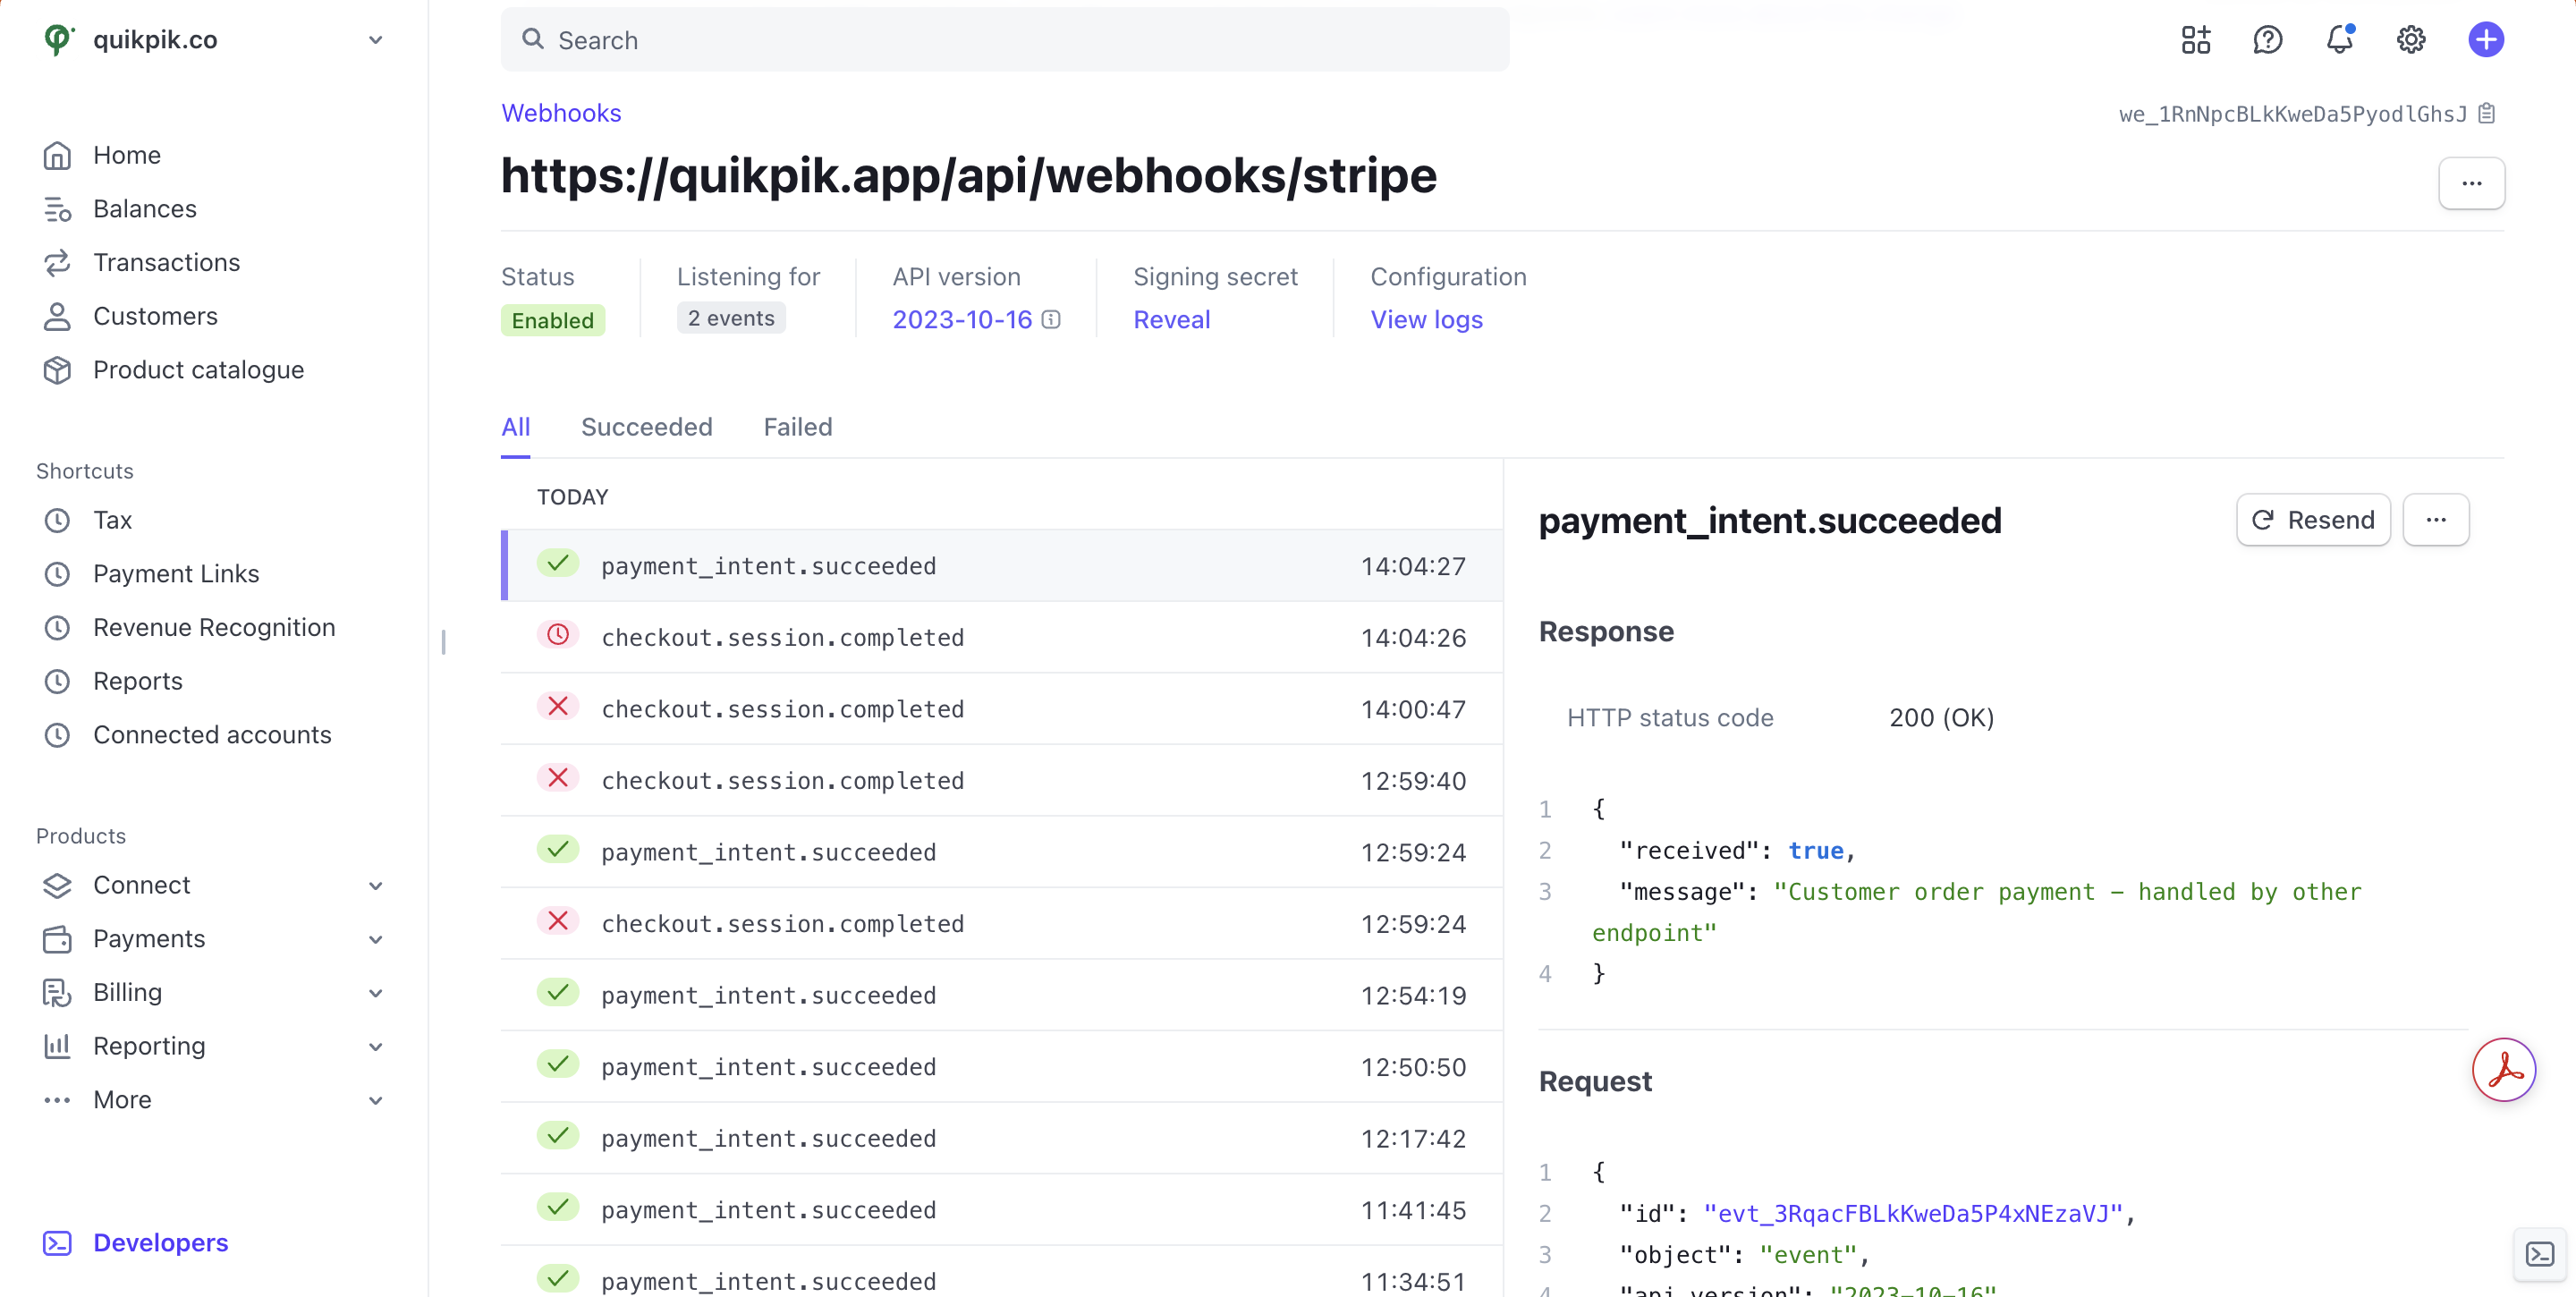 quikpik.co
Search
Home
Balances
Transactions
Customers
Product catalogue
Shortcuts
Tax
Payment Links
Revenue Recognition
Reports
Connected accounts
Products
Connect
Payments
Billing
Reporting
More
Developers
Webhooks
we_1RnNpcBLkKweDa5PyodlGhsJ
https://quikpik.app/api/webhooks/stripe
Status
Enabled
Listening for
2 events
API version
2023-10-16
Signing secret
Reveal
Configuration
View logs
All Succeeded Failed
TODAY
payment_intent.succeeded 14:04:27
checkout.session.completed 14:04:26
checkout.session.completed 14:00:47
checkout.session.completed 12:59:40
payment_intent.succeeded 12:59:24
checkout.session.completed 12:59:24
payment_intent.succeeded 12:54:19
payment_intent.succeeded 12:50:50
payment_intent.succeeded 12:17:42
payment_intent.succeeded 11:41:45
payment_intent.succeeded 11:34:51
payment_intent.succeeded
Resend
Response
HTTP status code 200 (OK)
1 {
2 "received": true,
3 "message": "Customer order payment - handled by other
endpoint"
4 }
Request
1 {
2 "id": "evt_3RqacFBLkKweDa5P4xNEzaVJ",
3 "object": "event",
4 "api_version": "2023-10-16"